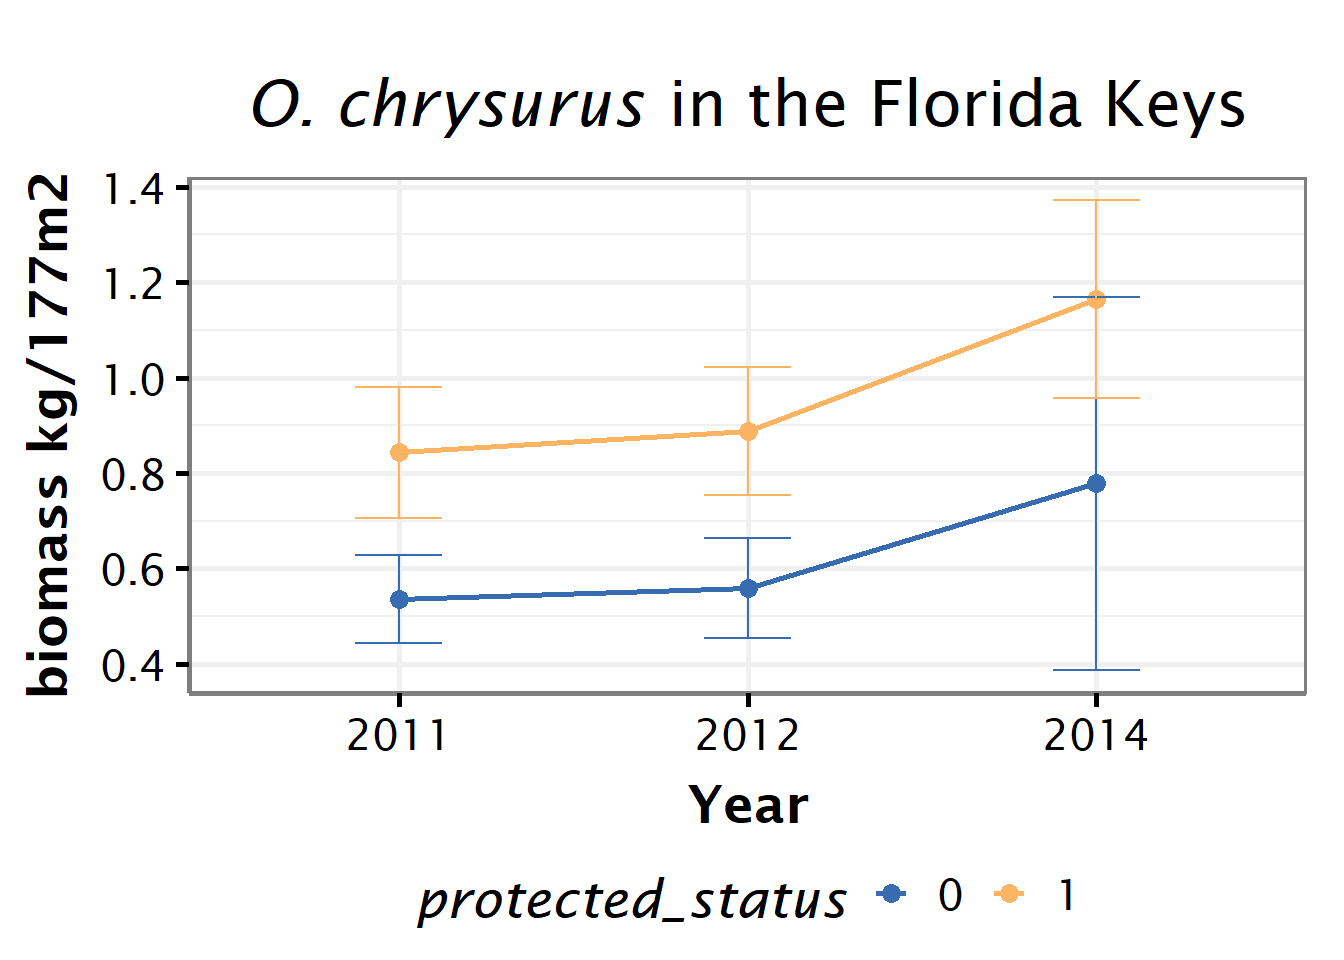 O. chrysurus in the Florida Keys
biomass kg/177m2
1.4
1.2
1.0
0.8
0.6
0.4
2011 2012 2014
Year
protected_status 0 1